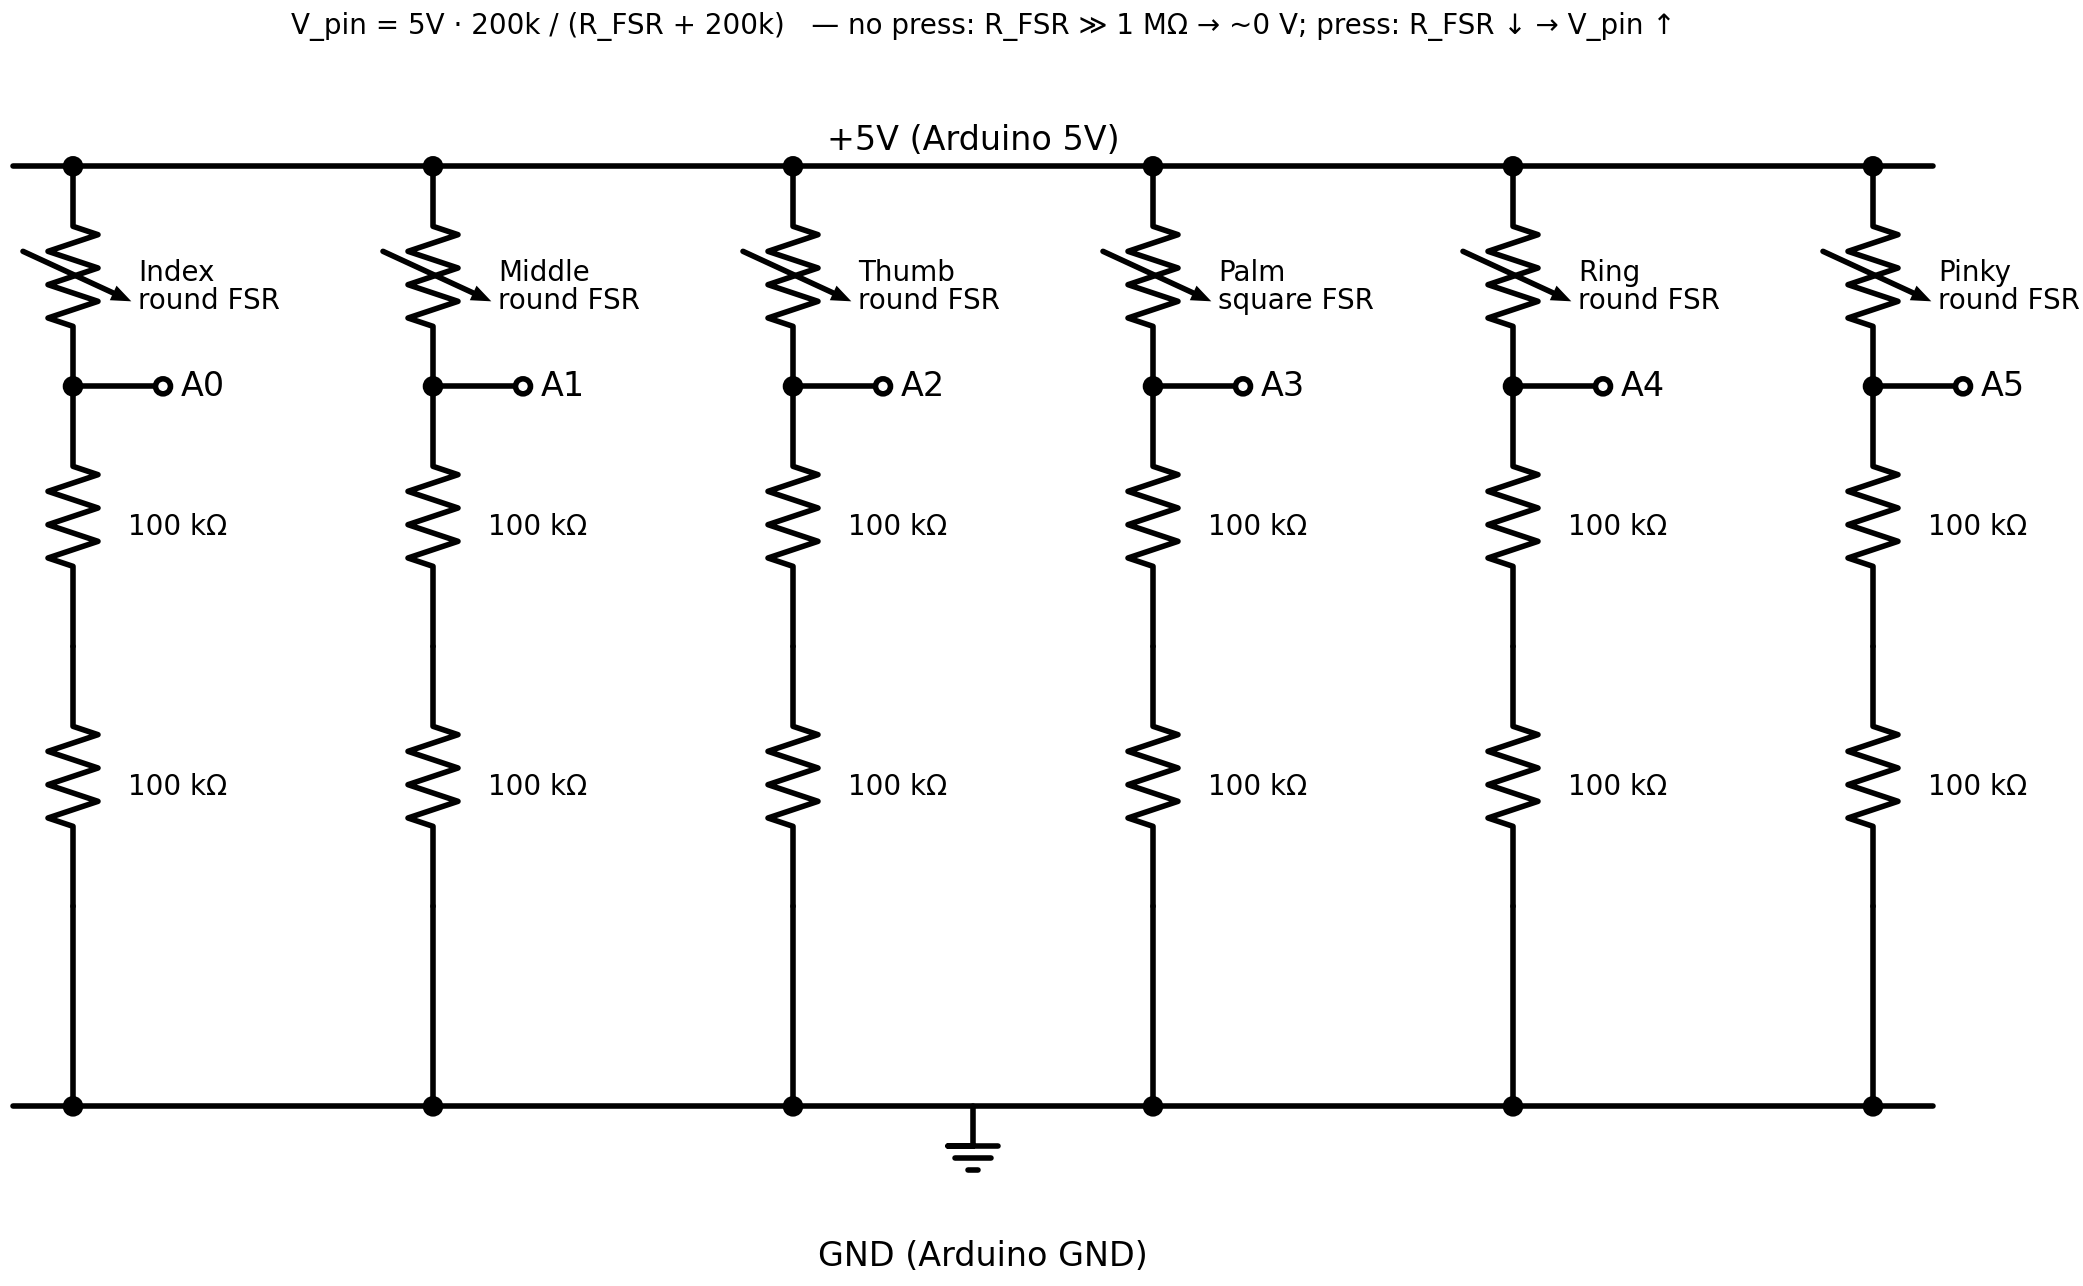 V_pin = 5V · 200k / (R_FSR + 200k)   — no press: R_FSR ≫ 1 MΩ → ~0 V; press: R_FSR ↓ → V_pin ↑
+5V (Arduino 5V)
Index
round FSR
Middle
round FSR
Thumb
round FSR
Palm
square FSR
Ring
round FSR
Pinky
round FSR
A0
A1
A2
A3
A4
A5
100 kΩ
100 kΩ
100 kΩ
100 kΩ
100 kΩ
100 kΩ
100 kΩ
100 kΩ
100 kΩ
100 kΩ
100 kΩ
100 kΩ
GND (Arduino GND)